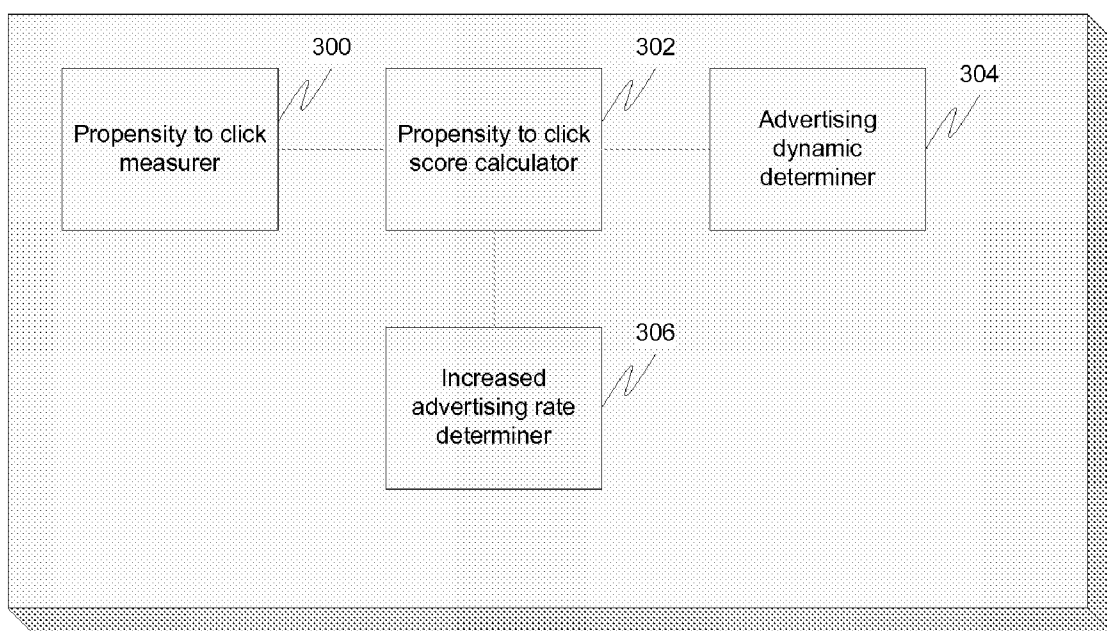 300
302
304
Propensity to click
measurer
Propensity to click
score calculator
Advertising
dynamic
determiner
306
Increased
advertising rate
determiner